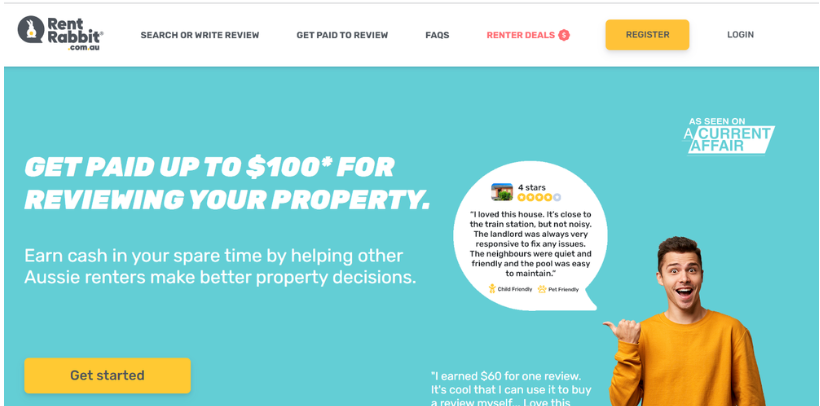 Rent
Rabbit®
.com.au
SEARCH OR WRITE REVIEW
GET PAID TO REVIEW
FAQS
RENTER DEALS $
REGISTER
LOGIN
AS SEEN ON
A CURRENT
AFFAIR
GET PAID UP TO $100* FOR
REVIEWING YOUR PROPERTY.
Earn cash in your spare time by helping other
Aussie renters make better property decisions.
Get started
4 stars
"I loved this house. It's close to
the train station, but not noisy.
The landlord was always very
responsive to fix any issues.
The neighbours were quiet and
friendly and the pool was easy
to maintain."
Child Friendly
Pet Friendly
"I earned $60 for one review.
It's cool that I can use it to buy
a review myself... Love this